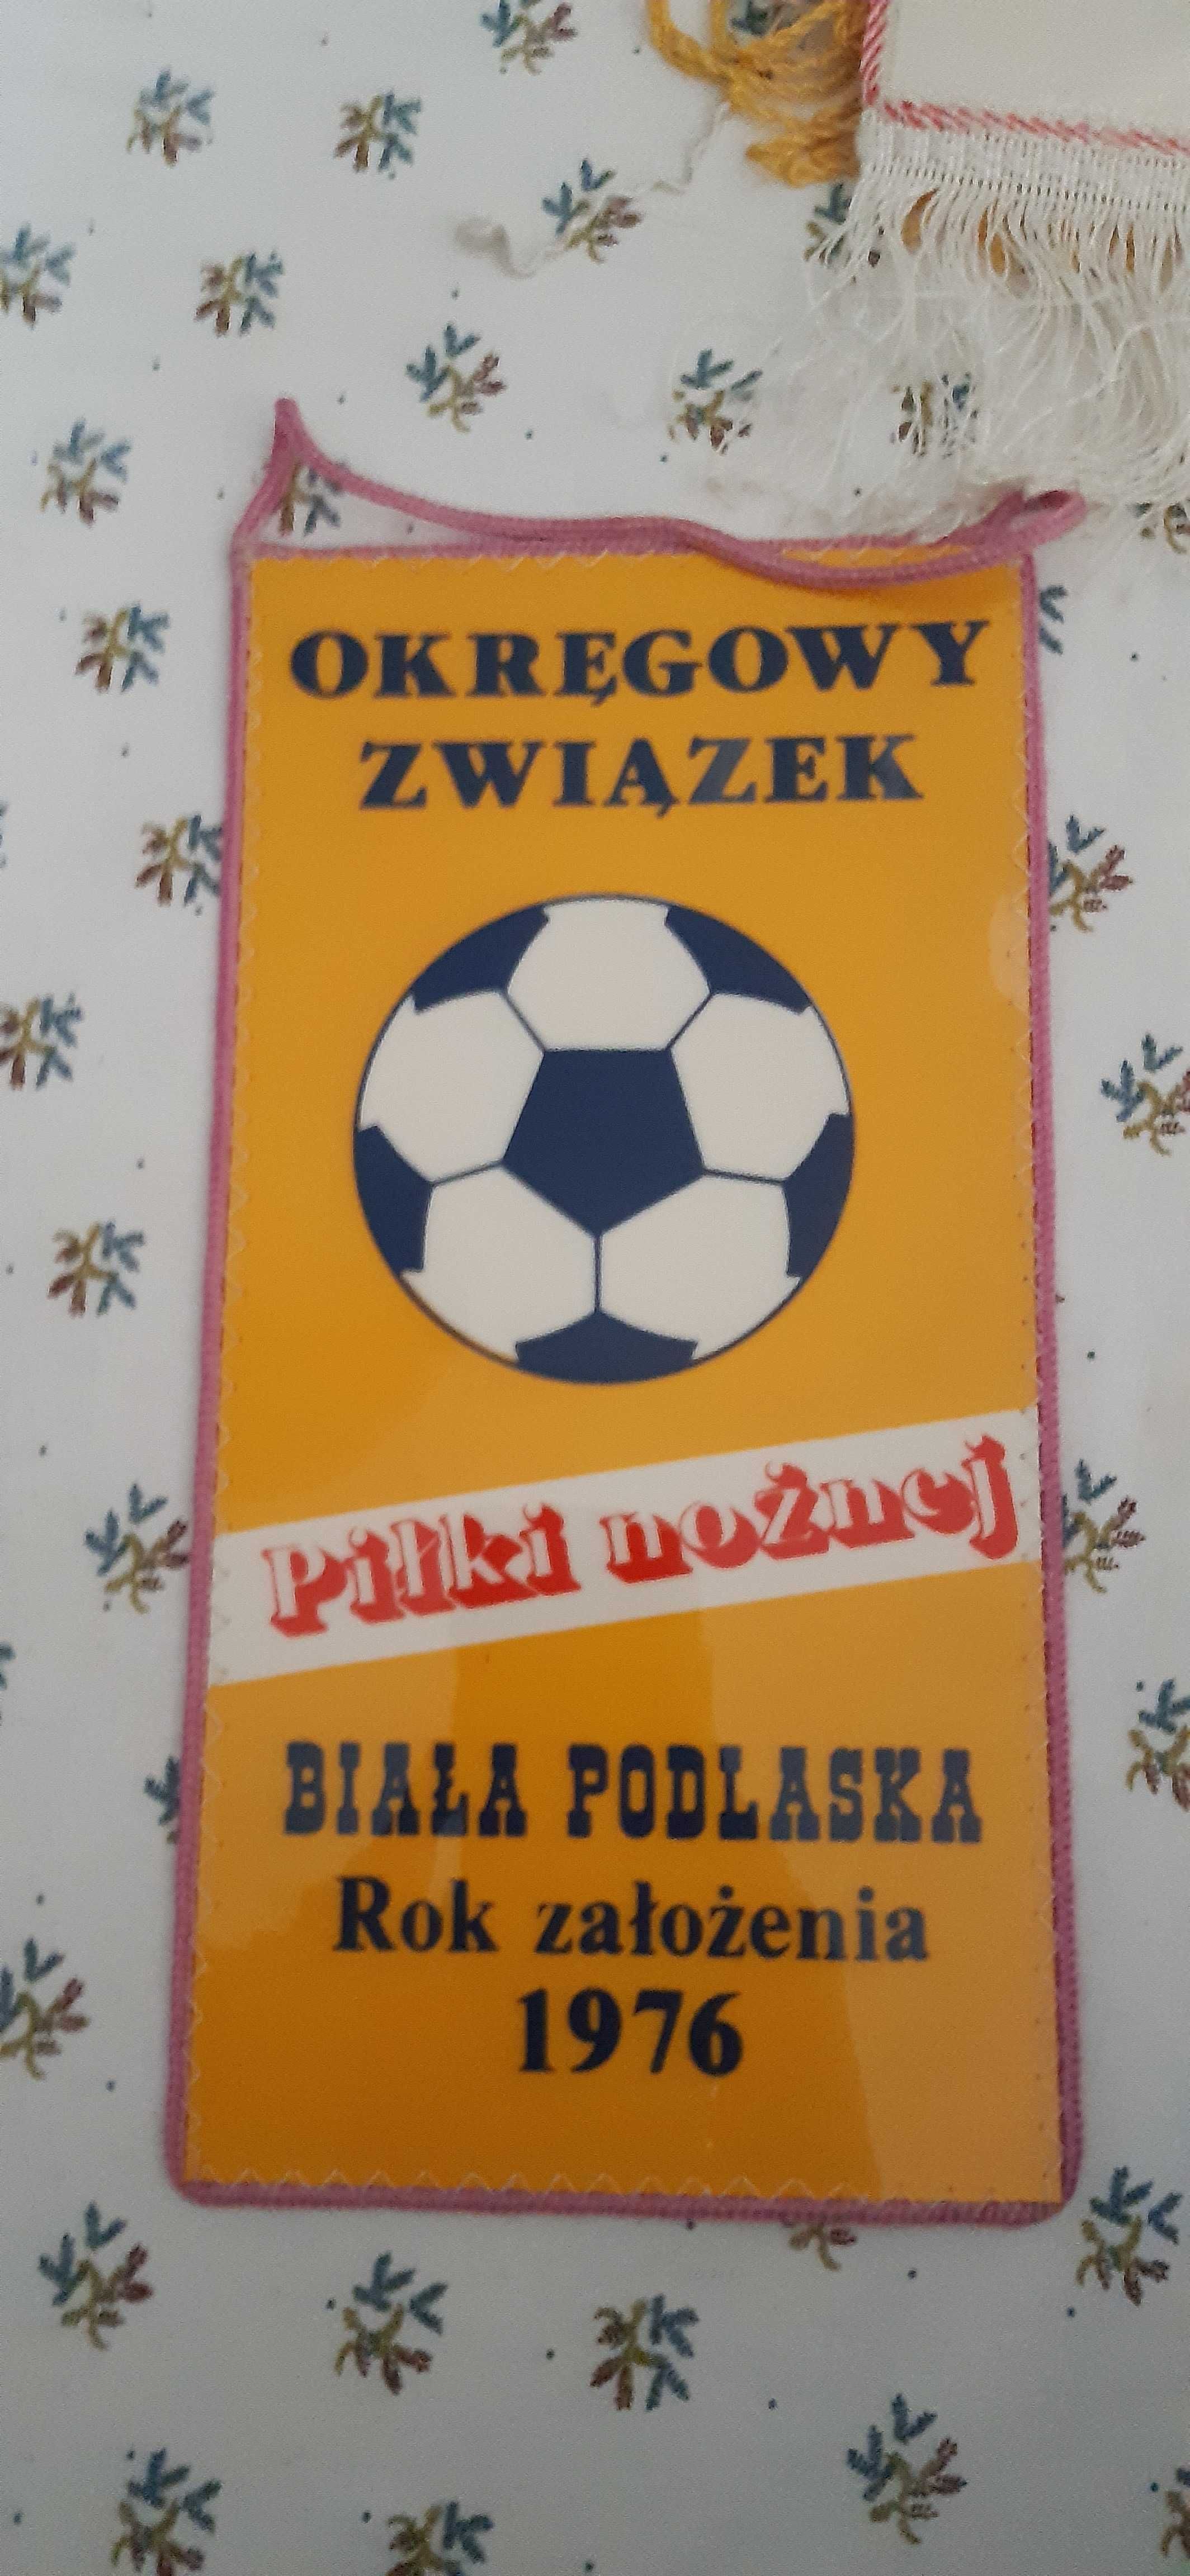 OKRĘGOWY
ZWIĄZEK
Piłki nożnej
BIAŁA PODLASKA
Rok założenia
1976